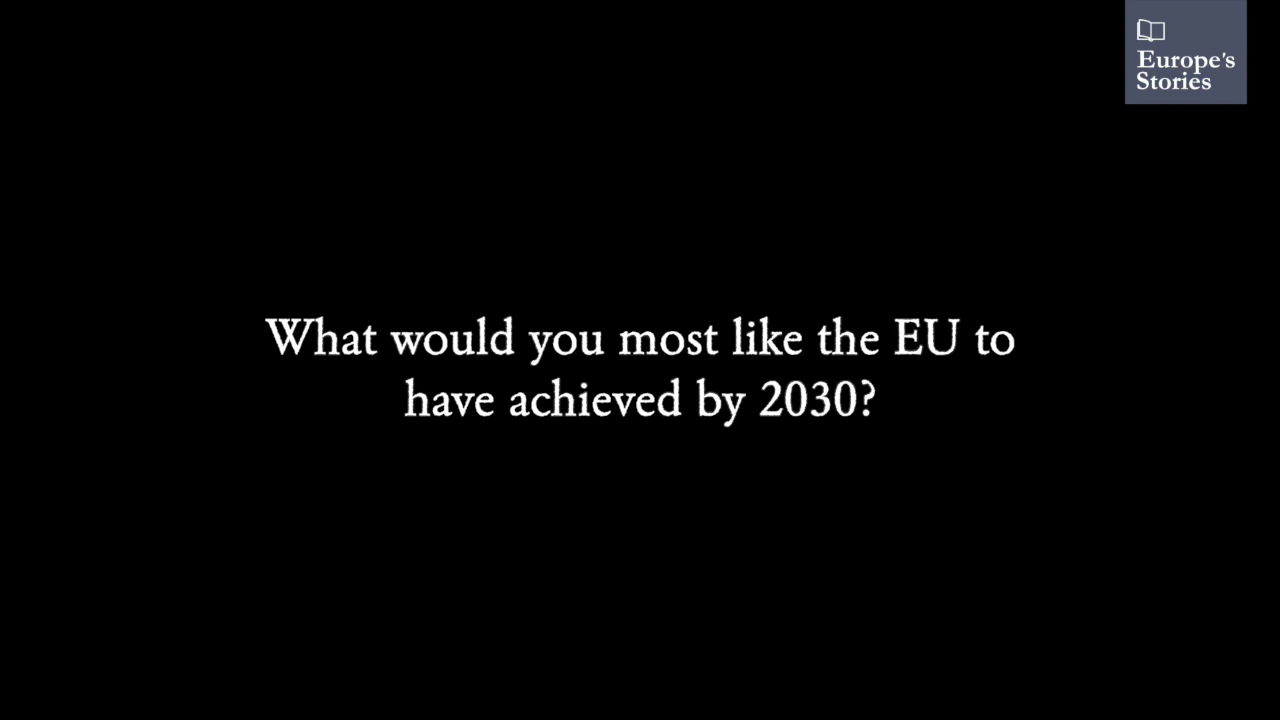 Europe's
Stories
What would you most like the EU to
have achieved by 2030?